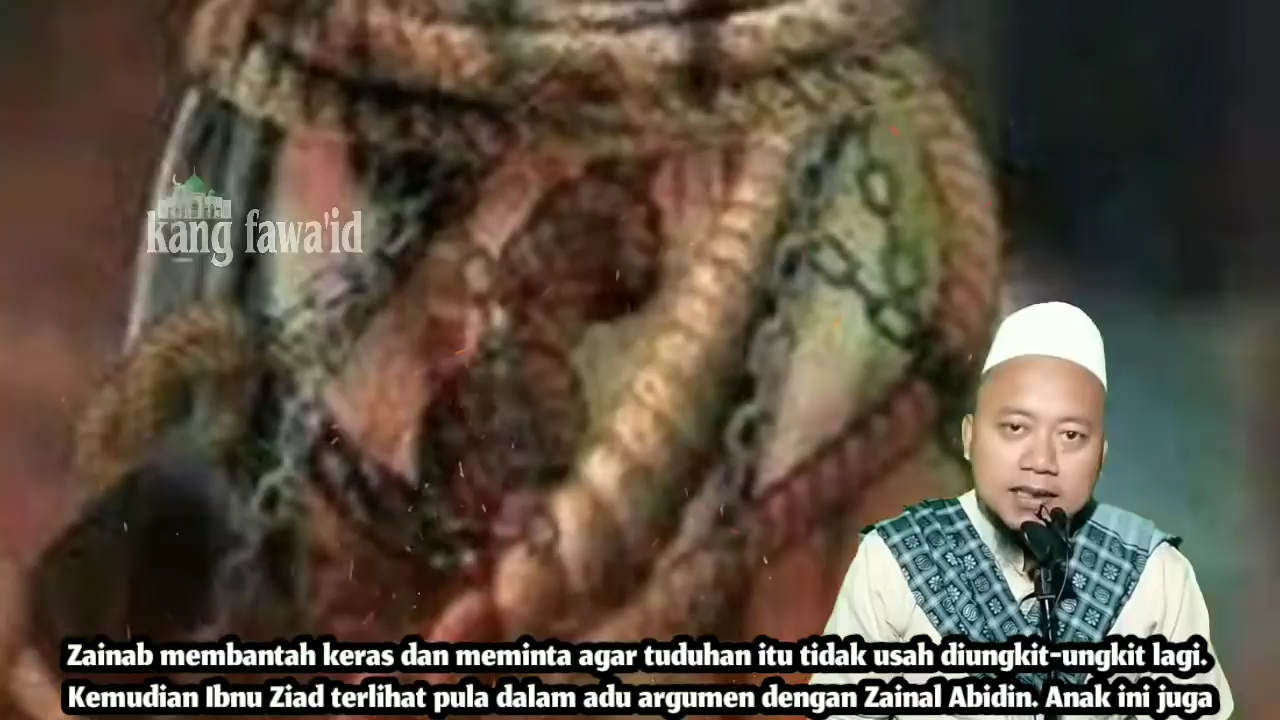 kang fawa'id
Zainab membantah keras dan meminta agar tuduhan itu tidak usah diungkit-ungkit lagi.
Kemudian Ibnu Ziad terlihat pula dalam adu argumen dengan Zainal Abidin. Anak ini juga